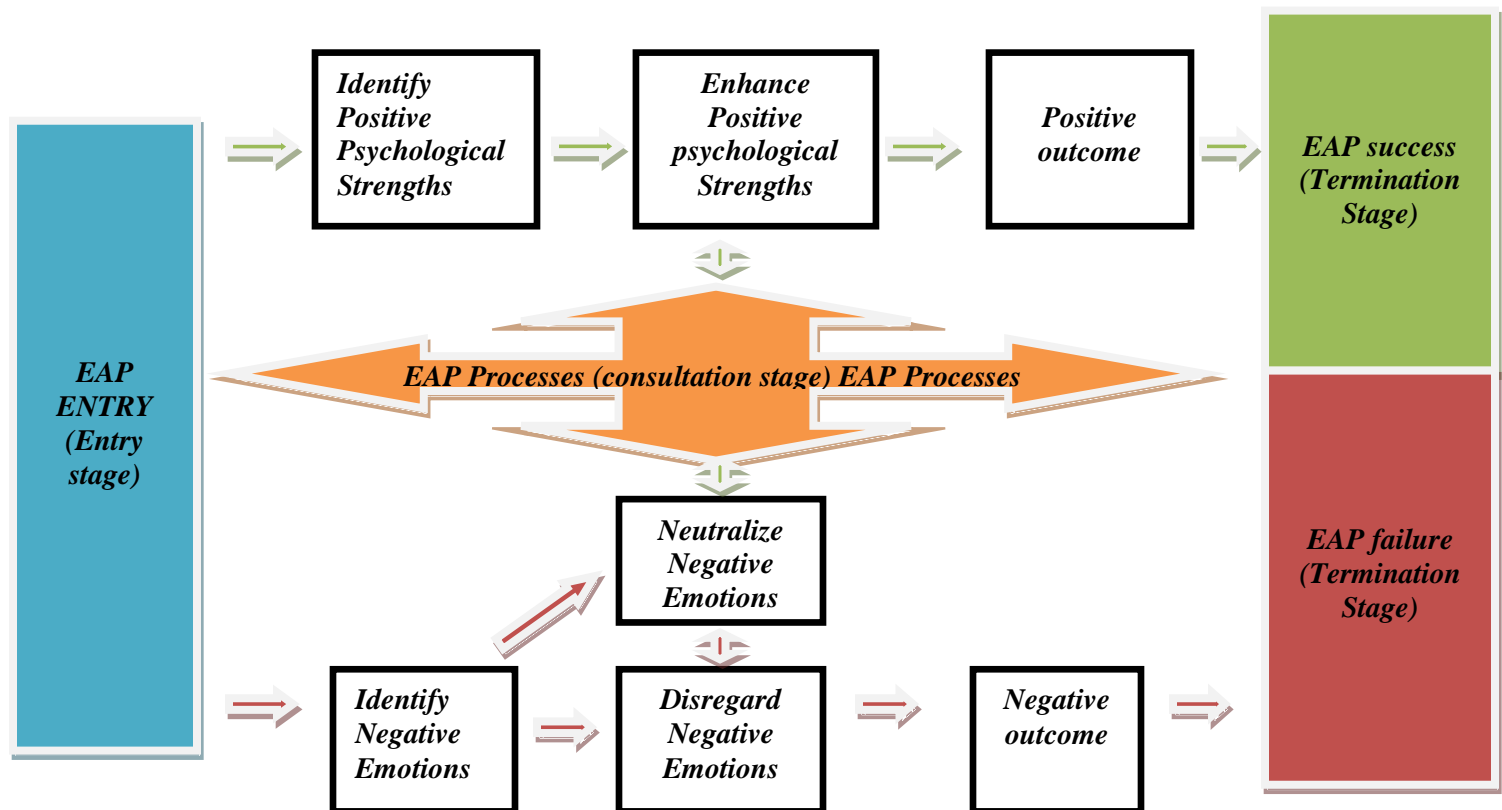 Identify
Positive
Psychological
Strengths
Enhance
Positive
psychological
Strengths
Positive
outcome
EAP success
(Termination
Stage)
EAP
ENTRY
(Entry
stage)
EAP Processes (consultation stage) EAP Processes
Neutralize
Negative
Emotions
EAP failure
(Termination
Stage)
Identify
Negative
Emotions
Disregard
Negative
Emotions
Negative
outcome